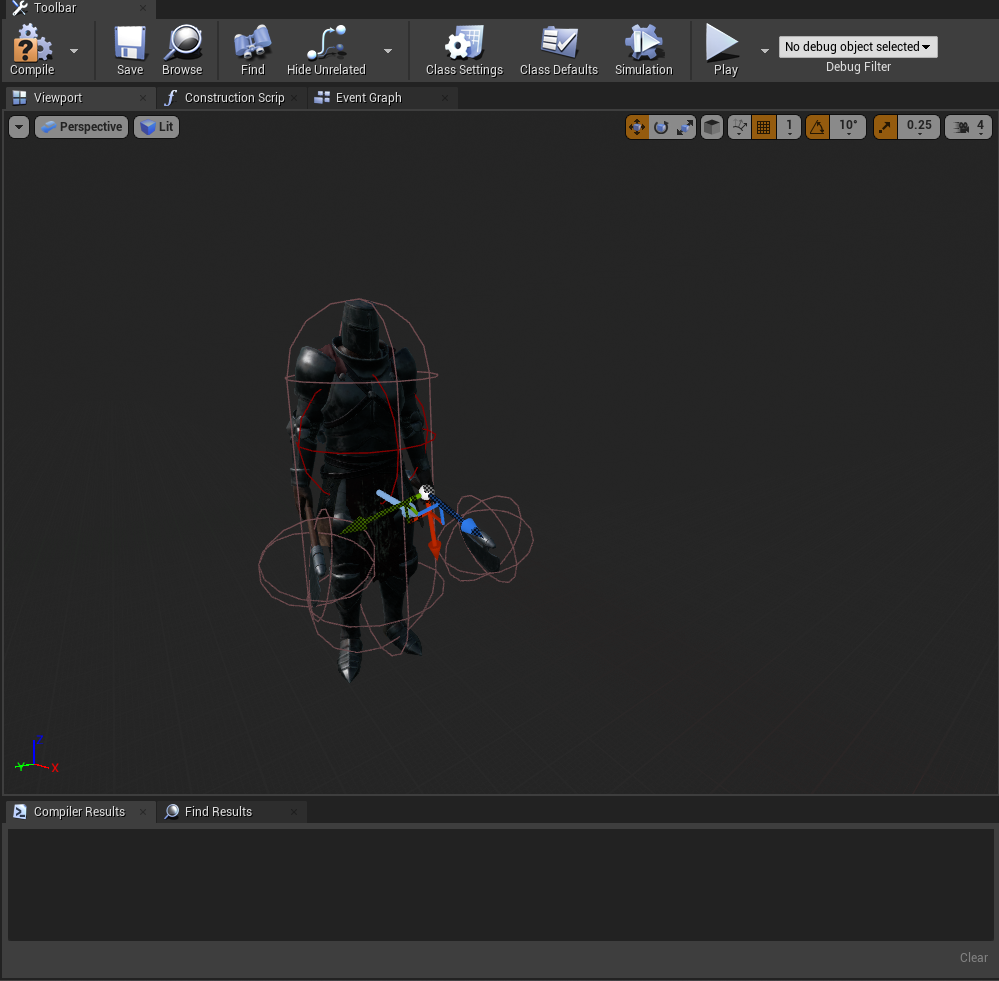 Toolbar
Compile
Save
Browse
Find
Hide Unrelated
Class Settings
Class Defaults
Simulation
Play
No debug object selected
Debug Filter
Viewport
Construction Scrip
Event Graph
Perspective
Lit
1
10°
0.25
4
Y
X
Compiler Results
Find Results
Clear